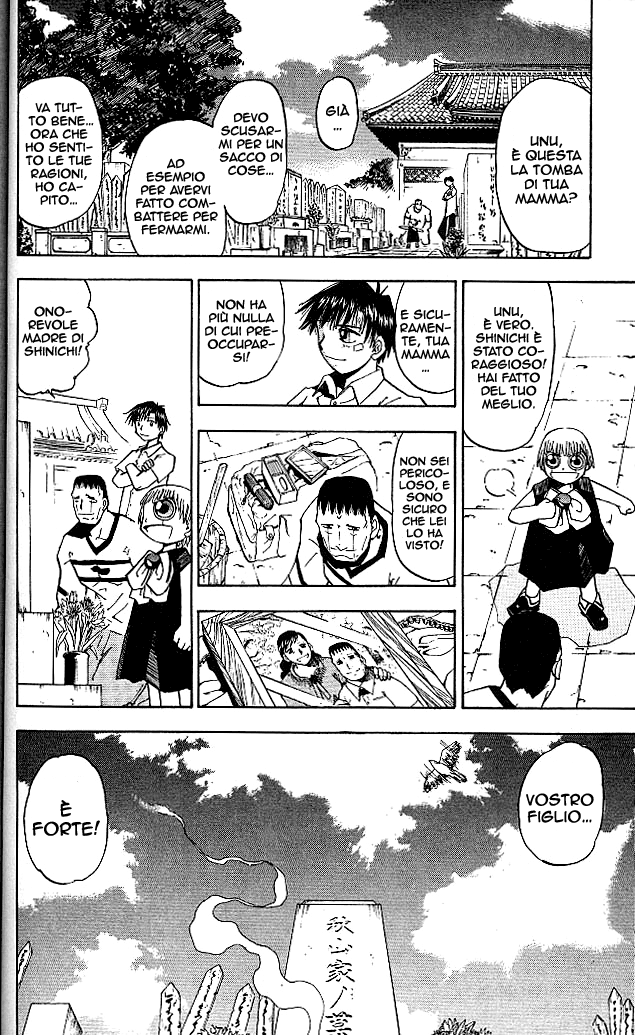 UNU,
È QUESTA
LA TOMBA
DI TUA
MAMMA?
GIÀ
...
DEVO
SCUSAR-
MI PER UN
SACCO DI
COSE...
AD
ESEMPIO
PER AVERVI
FATTO COM-
BATTERE PER
FERMARMI.
VA TUT-
TO BENE...
ORA CHE
HO SENTI-
TO LE TUE
RAGIONI,
HO CA-
PITO...
UNU,
È VERO.
SHINICHI È
STATO CO-
RAGGIOSO!
HAI FATTO
DEL TUO
MEGLIO.
E SICU-
RAMENTE,
TUA
MAMMA
...
NON HA
PIÙ NULLA
DI CUI PRE-
OCCUPAR-
SI!
NON SEI
PERICO-
LOSO, E
SONO
SICURO
CHE LEI
LO HA
VISTO!
ONO-
REVOLE
MADRE DI
SHINICHI!
VOSTRO
FIGLIO...
È
FORTE!
秋山家ノ墓